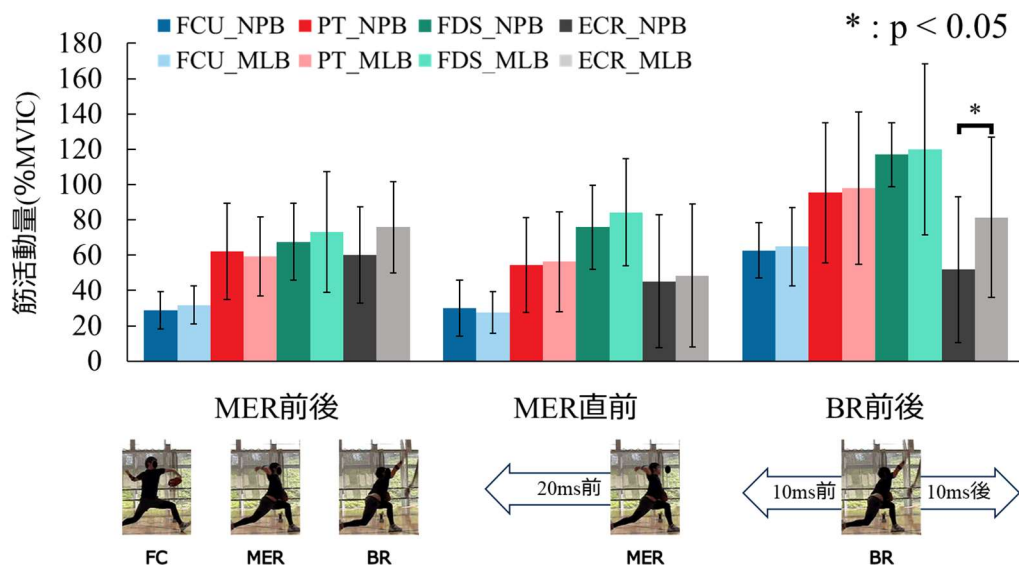 FCU_NPB PT_NPB FDS_NPB ECR_NPB
FCU_MLB PT_MLB FDS_MLB ECR_MLB
* : p < 0.05
筋活動量(%MVIC)
180
160
140
120
100
80
60
40
20
0
*
MER前後 MER直前 BR前後
20ms前 10ms前 10ms後
FC MER BR MER BR